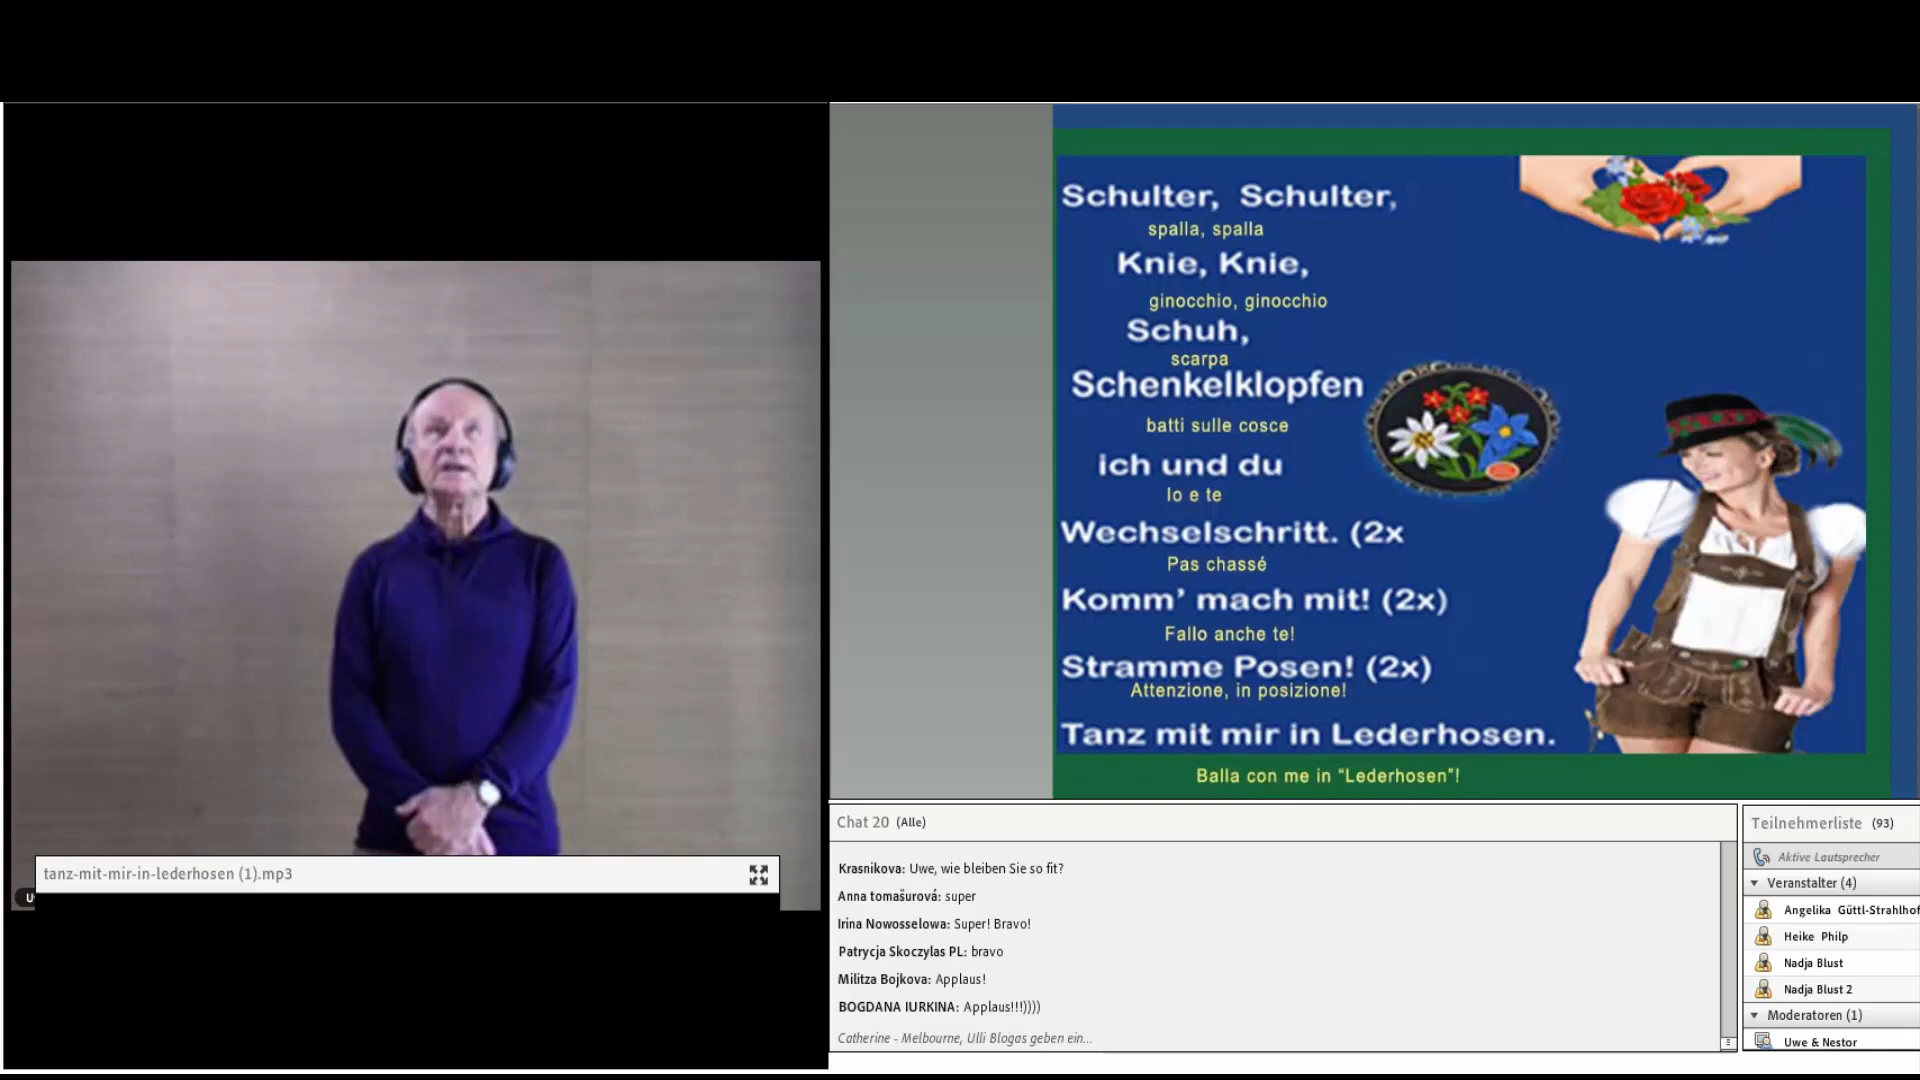 Schulter, Schulter,
spalla, spalla
Knie, Knie,
ginocchio, ginocchio
Schuh,
scarpa
Schenkelklopfen
batti sulle cosce
ich und du
Io e te
Wechselschritt. (2x
Pas chassé
Komm’ mach mit! (2x)
Fallo anche te!
Stramme Posen! (2x)
Attenzione, in posizione!
Tanz mit mir in Lederhosen.
Balla con me in “Lederhosen”!
tanz-mit-mir-in-lederhosen (1).mp3
U
Chat 20 (Alle)
Krasnikova: Uwe, wie bleiben Sie so fit?
Anna tomašurová: super
Irina Nowosselowa: Super! Bravo!
Patrycja Skoczylas PL: bravo
Militza Bojkova: Applaus!
BOGDANA IURKINA: Applaus!!!))))
Catherine - Melbourne, Ulli Blogas geben ein...
Teilnehmerliste (93)
Aktive Lautsprecher
Veranstalter (4)
Angelika Güttl-Strahlhof
Heike Philp
Nadja Blust
Nadja Blust 2
Moderatoren (1)
Uwe & Nestor